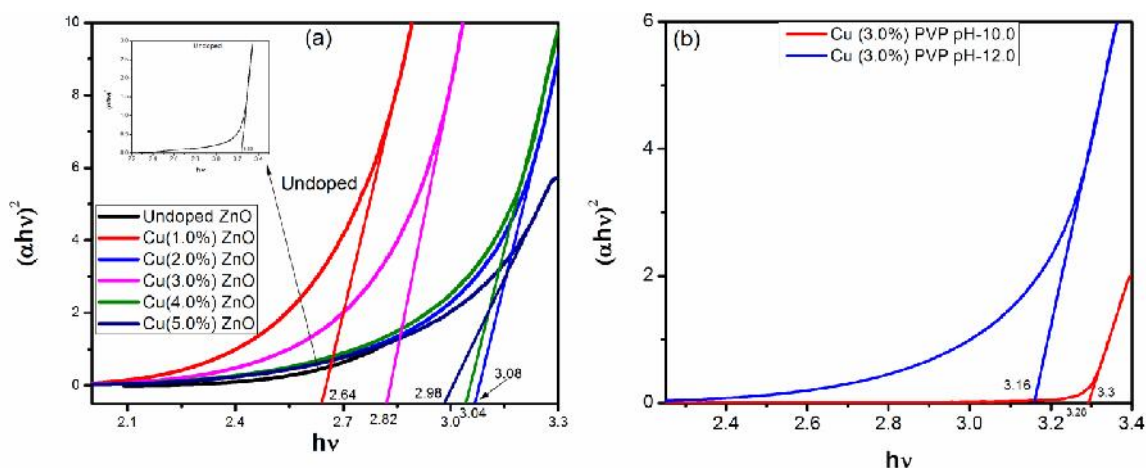 (a)
Undoped
Undoped
Undoped ZnO
Cu(1.0%) ZnO
Cu(2.0%) ZnO
Cu(3.0%) ZnO
Cu(4.0%) ZnO
Cu(5.0%) ZnO
(αhν)²
10
8
6
4
2
0
2.64
2.82
2.98
3.04
3.08
2.1
2.4
2.7
3.0
3.3
hν
hν
(b)
Cu (3.0%) PVP pH-10.0
Cu (3.0%) PVP pH-12.0
(αhν)²
6
4
2
0
3.16
3.20
3.3
2.4
2.6
2.8
3.0
3.2
3.4
hν